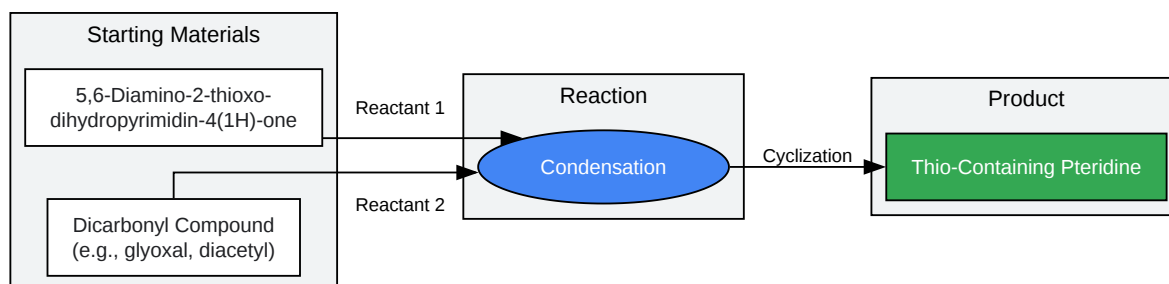 Starting Materials
5,6-Diamino-2-thioxo-
dihydropyrimidin-4(1H)-one
Dicarbonyl Compound
(e.g., glyoxal, diacetyl)
Reactant 1
Reactant 2
Reaction
Condensation
Cyclization
Product
Thio-Containing Pteridine